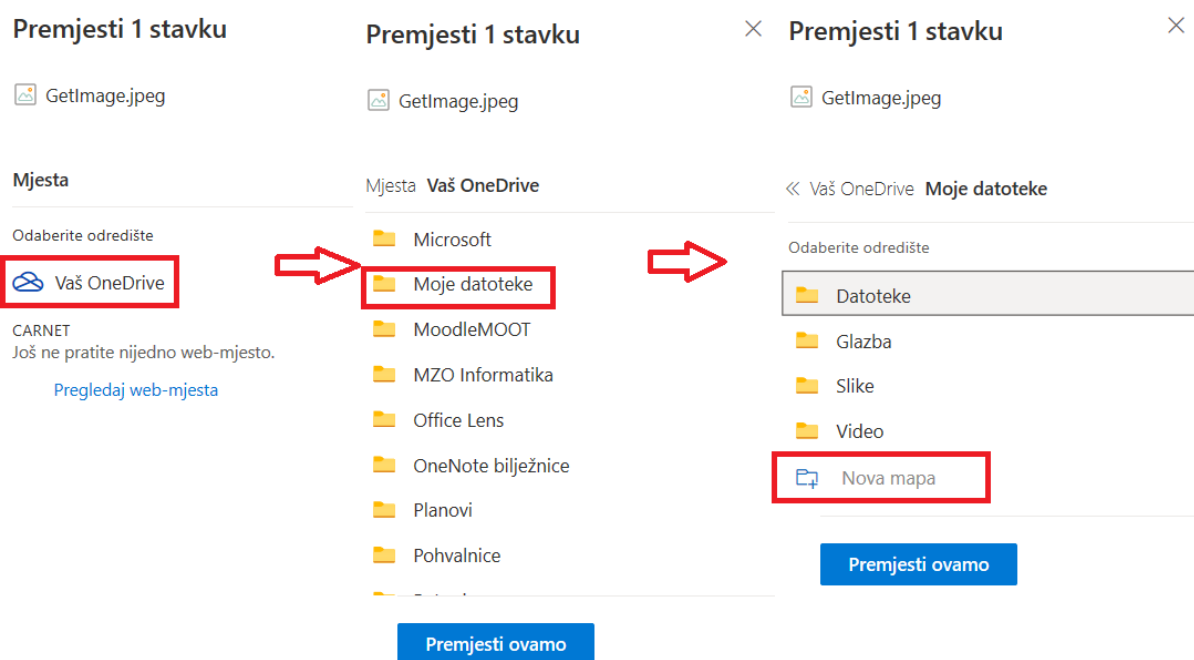 Premjesti 1 stavku
GetImage.jpeg
Mjesta
Odaberite odredište
Vaš OneDrive
CARNET
Još ne pratite nijedno web-mjesto.
Pregledaj web-mjesta
Premjesti 1 stavku
GetImage.jpeg
Mjesta Vaš OneDrive
Microsoft
Moje datoteke
MoodleMOOT
MZO Informatika
Office Lens
OneNote bilježnice
Planovi
Pohvalnice
Premjesti ovamo
Premjesti 1 stavku
GetImage.jpeg
Vaš OneDrive Moje datoteke
Odaberite odredište
Datoteke
Glazba
Slike
Video
Nova mapa
Premjesti ovamo